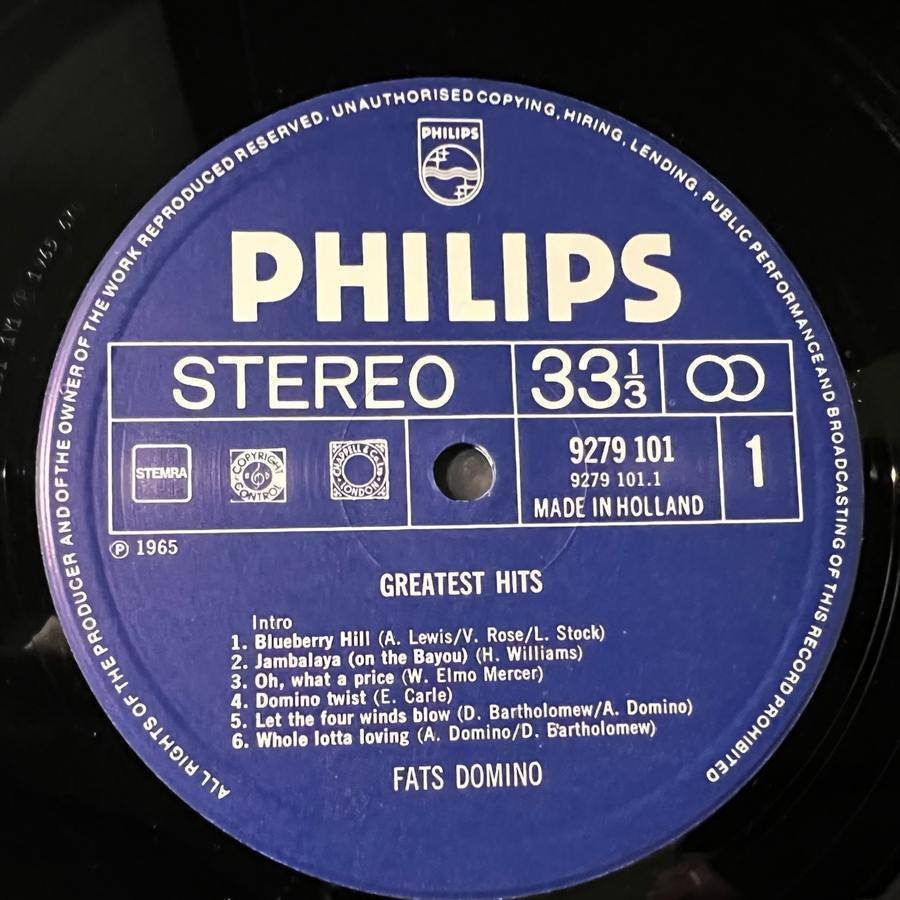 ALL RIGHTS OF THE PRODUCER AND OF THE OWNER OF THE WORK REPRODUCED RESERVED. UNAUTHORISED COPYING, HIRING, LENDING, PUBLIC PERFORMANCE AND BROADCASTING OF THIS RECORD PROHIBITED
PHILIPS
PHILIPS
STEREO 33 1/3
STEMRA
COPYRIGHT CONTROL
CHAPPELL & Co. Ltd LONDON
9279 101
9279 101.1
MADE IN HOLLAND
1
Ⓟ 1965
GREATEST HITS
Intro
1. Blueberry Hill (A. Lewis/V. Rose/L. Stock)
2. Jambalaya (on the Bayou) (H. Williams)
3. Oh, what a price (W. Elmo Mercer)
4. Domino twist (E. Carle)
5. Let the four winds blow (D. Bartholomew/A. Domino)
6. Whole lotta loving (A. Domino/D. Bartholomew)
FATS DOMINO